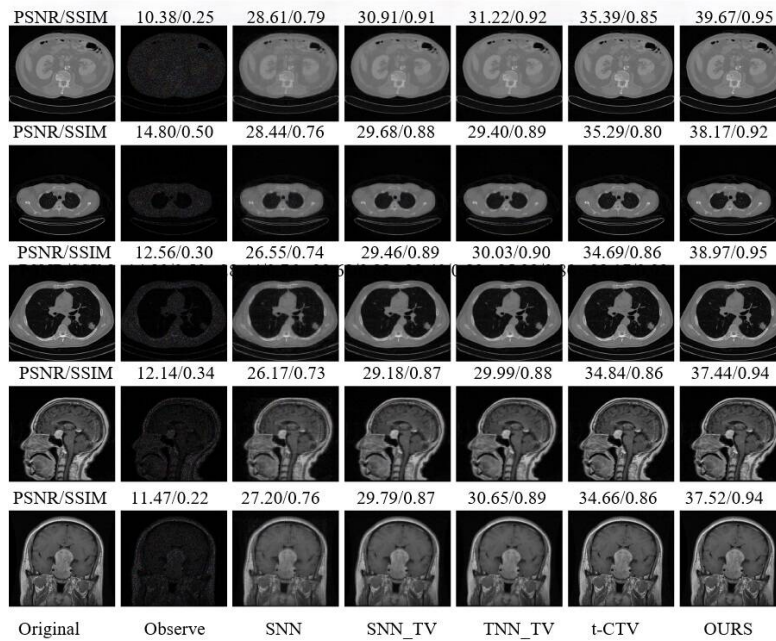 PSNR/SSIM 10.38/0.25 28.61/0.79 30.91/0.91 31.22/0.92 35.39/0.85 39.67/0.95
PSNR/SSIM 14.80/0.50 28.44/0.76 29.68/0.88 29.40/0.89 35.29/0.80 38.17/0.92
PSNR/SSIM 12.56/0.30 26.55/0.74 29.46/0.89 30.03/0.90 34.69/0.86 38.97/0.95
PSNR/SSIM 12.14/0.34 26.17/0.73 29.18/0.87 29.99/0.88 34.84/0.86 37.44/0.94
PSNR/SSIM 11.47/0.22 27.20/0.76 29.79/0.87 30.65/0.89 34.66/0.86 37.52/0.94
Original Observe SNN SNN_TV TNN_TV t-CTV OURS